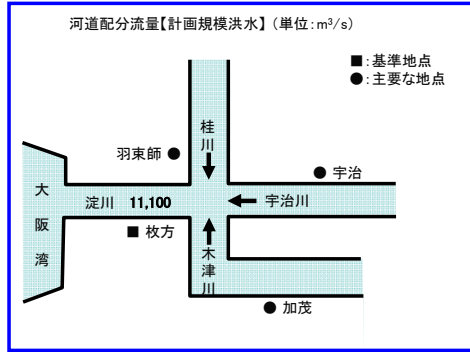 河道配分流量【計画規模洪水】（単位:m³/s）
■:基準地点
●:主要な地点
桂川
羽束師●
●宇治
大阪湾
淀川 11,100
宇治川
■枚方
木津川
●加茂